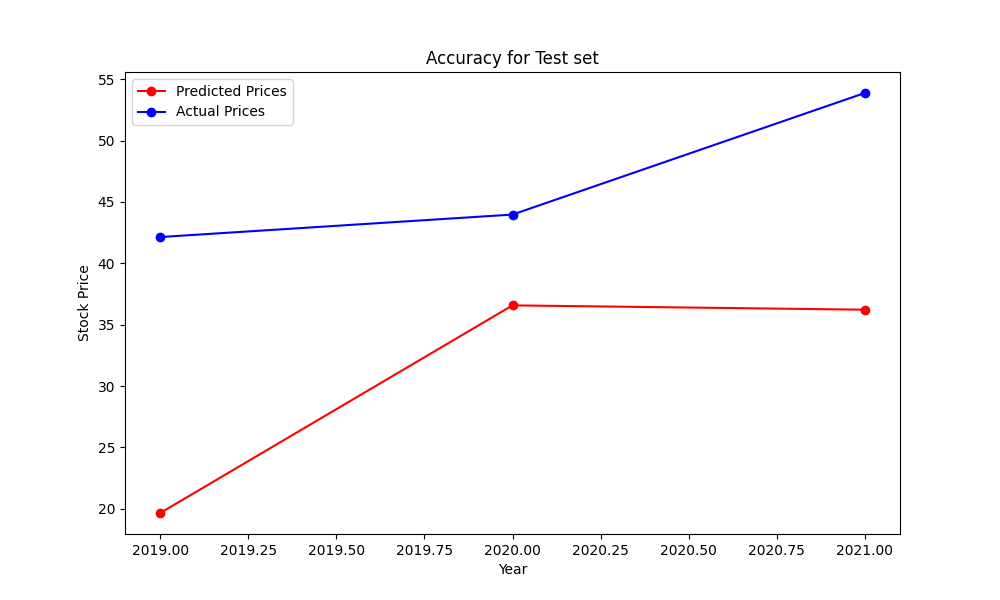 Accuracy for Test set
Predicted Prices
Actual Prices
Stock Price
55
50
45
40
35
30
25
20
2019.00 2019.25 2019.50 2019.75 2020.00 2020.25 2020.50 2020.75 2021.00
Year